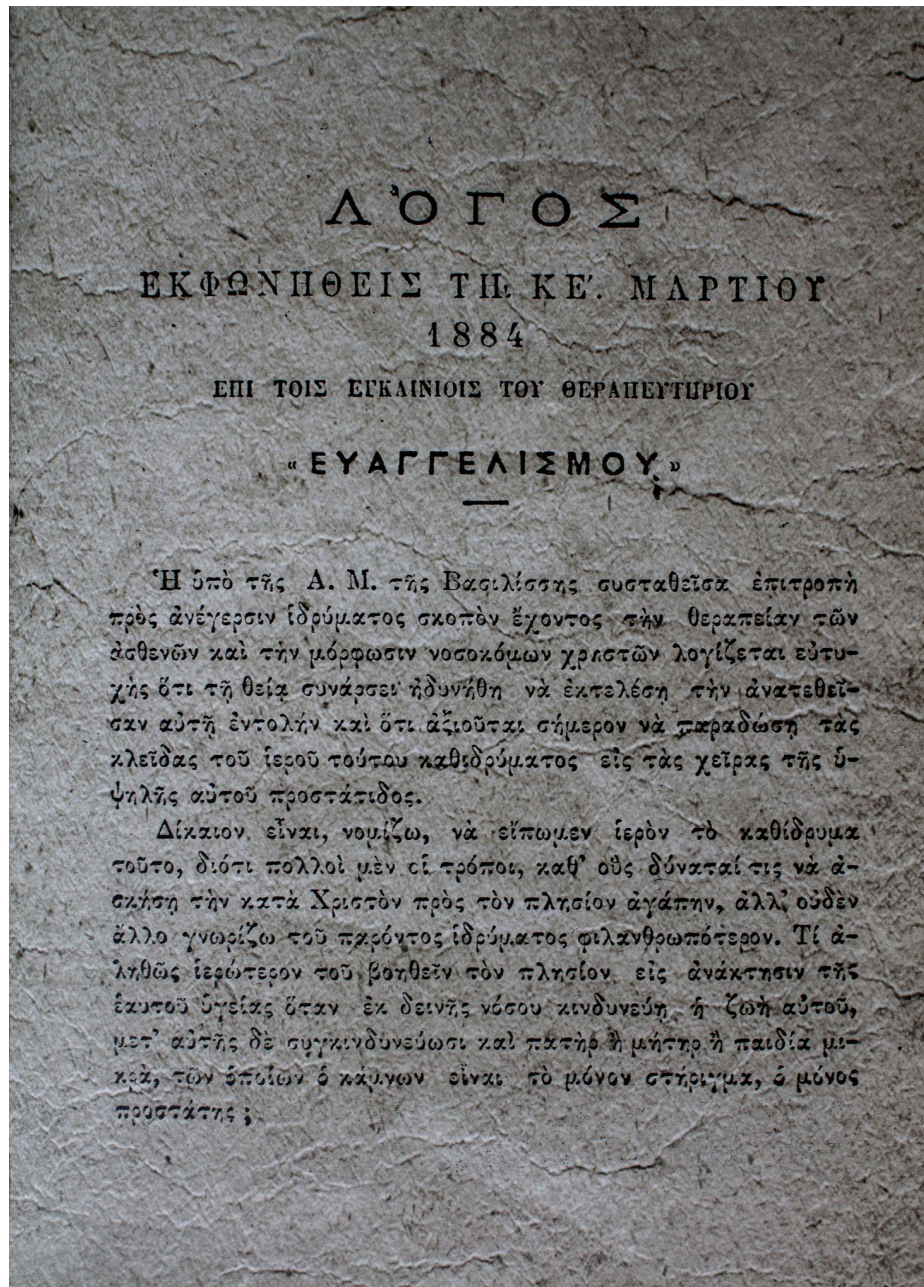 ΛΌΓΟΣ
ΕΚΦΩΝΗΘΕΙΣ Τῌ ΚΕ΄. ΜΑΡΤΙΟΥ
1884
ΕΠΙ ΤΟΙΣ ΕΓΚΑΙΝΙΟΙΣ ΤΟΥ ΘΕΡΑΠΕΥΤΗΡΙΟΥ
« ΕΥΑΓΓΕΛΙΣΜΟΥ »
Ἡ ὑπὸ τῆς Α. Μ. τῆς Βασιλίσσης συσταθεῖσα ἐπιτροπὴ
πρὸς ἀνέγερσιν ἱδρύματος σκοπὸν ἔχοντος τὴν θεραπείαν τῶν
ἀσθενῶν καὶ τὴν μόρφωσιν νοσοκόμων χρηστῶν λογίζεται εὐτυ-
χὴς ὅτι τῇ θείᾳ συνάρσει ἠδυνήθη νὰ ἐκτελέσῃ τὴν ἀνατεθεῖ-
σαν αὐτῇ ἐντολὴν καὶ ὅτι ἀξιοῦται σήμερον νὰ παραδώσῃ τὰς
κλεῖδας τοῦ ἱεροῦ τούτου καθιδρύματος εἰς τὰς χεῖρας τῆς ὑ-
ψηλῆς αὐτοῦ προστάτιδος.
Δίκαιον εἶναι, νομίζω, νὰ εἴπωμεν ἱερὸν τὸ καθίδρυμα
τοῦτο, διότι πολλοὶ μὲν οἱ τρόποι, καθ' οὓς δύναταί τις νὰ ἀ-
σκήσῃ τὴν κατὰ Χριστὸν πρὸς τὸν πλησίον ἀγάπην, ἀλλ' οὐδὲν
ἄλλο γνωρίζω τοῦ παρόντος ἱδρύματος φιλανθρωπότερον. Τί ἀ-
ληθῶς ἱερώτερον τοῦ βοηθεῖν τὸν πλησίον εἰς ἀνάκτησιν τῆς
ἑαυτοῦ ὑγείας ὅταν ἐκ δεινῆς νόσου κινδυνεύῃ ἡ ζωὴ αὐτοῦ,
μετ' αὐτῆς δὲ συγκινδυνεύωσι καὶ πατὴρ ἢ μήτηρ ἢ παιδία μι-
κρὰ, τῶν ὁποίων ὁ κάμνων εἶναι τὸ μόνον στήριγμα, ὁ μόνος
προστάτης ;